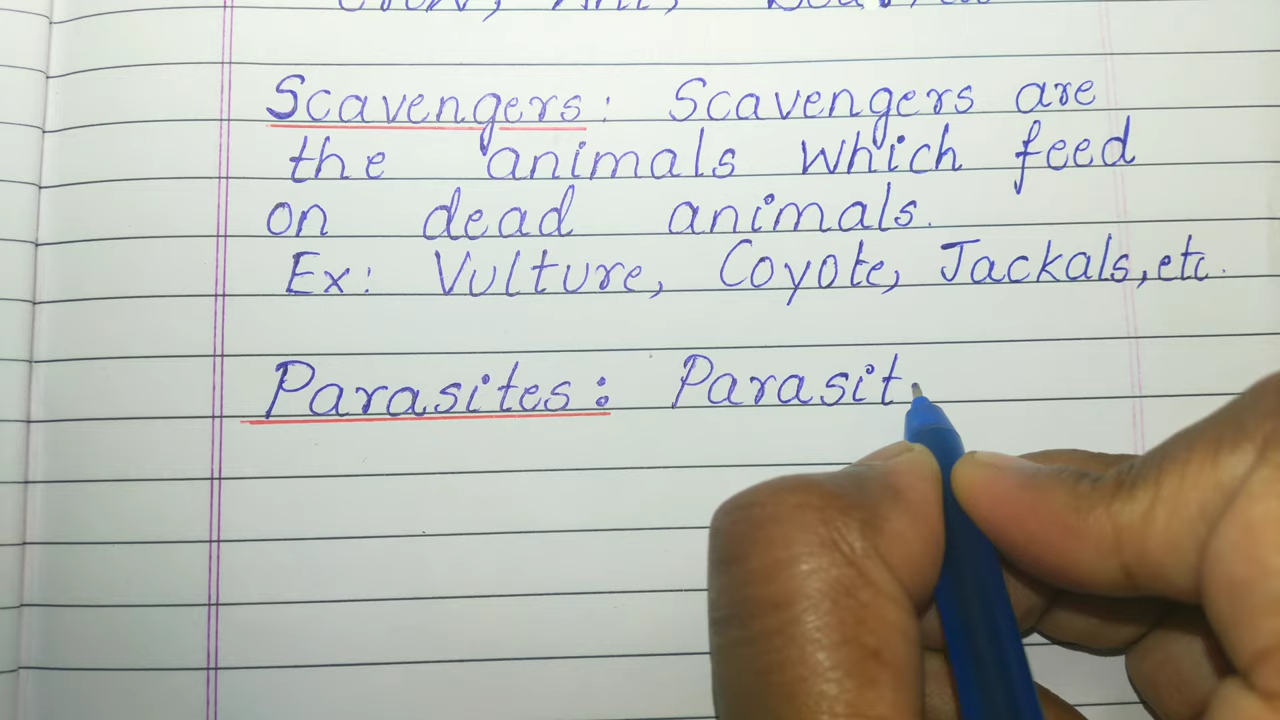 Scavengers: Scavengers are
the animals which feed
on dead animals.
Ex: Vulture, Coyote, Jackals, etc.
Parasites: Parasit